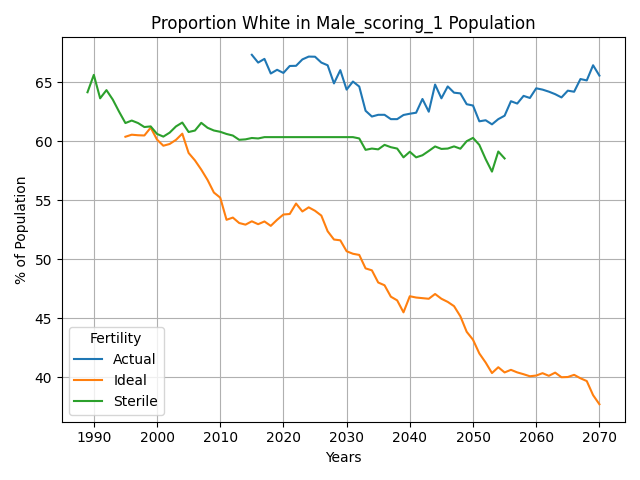 Proportion White in Male_scoring_1 Population
% of Population
65
60
55
50
45
40
Fertility
Actual
Ideal
Sterile
1990 2000 2010 2020 2030 2040 2050 2060 2070
Years